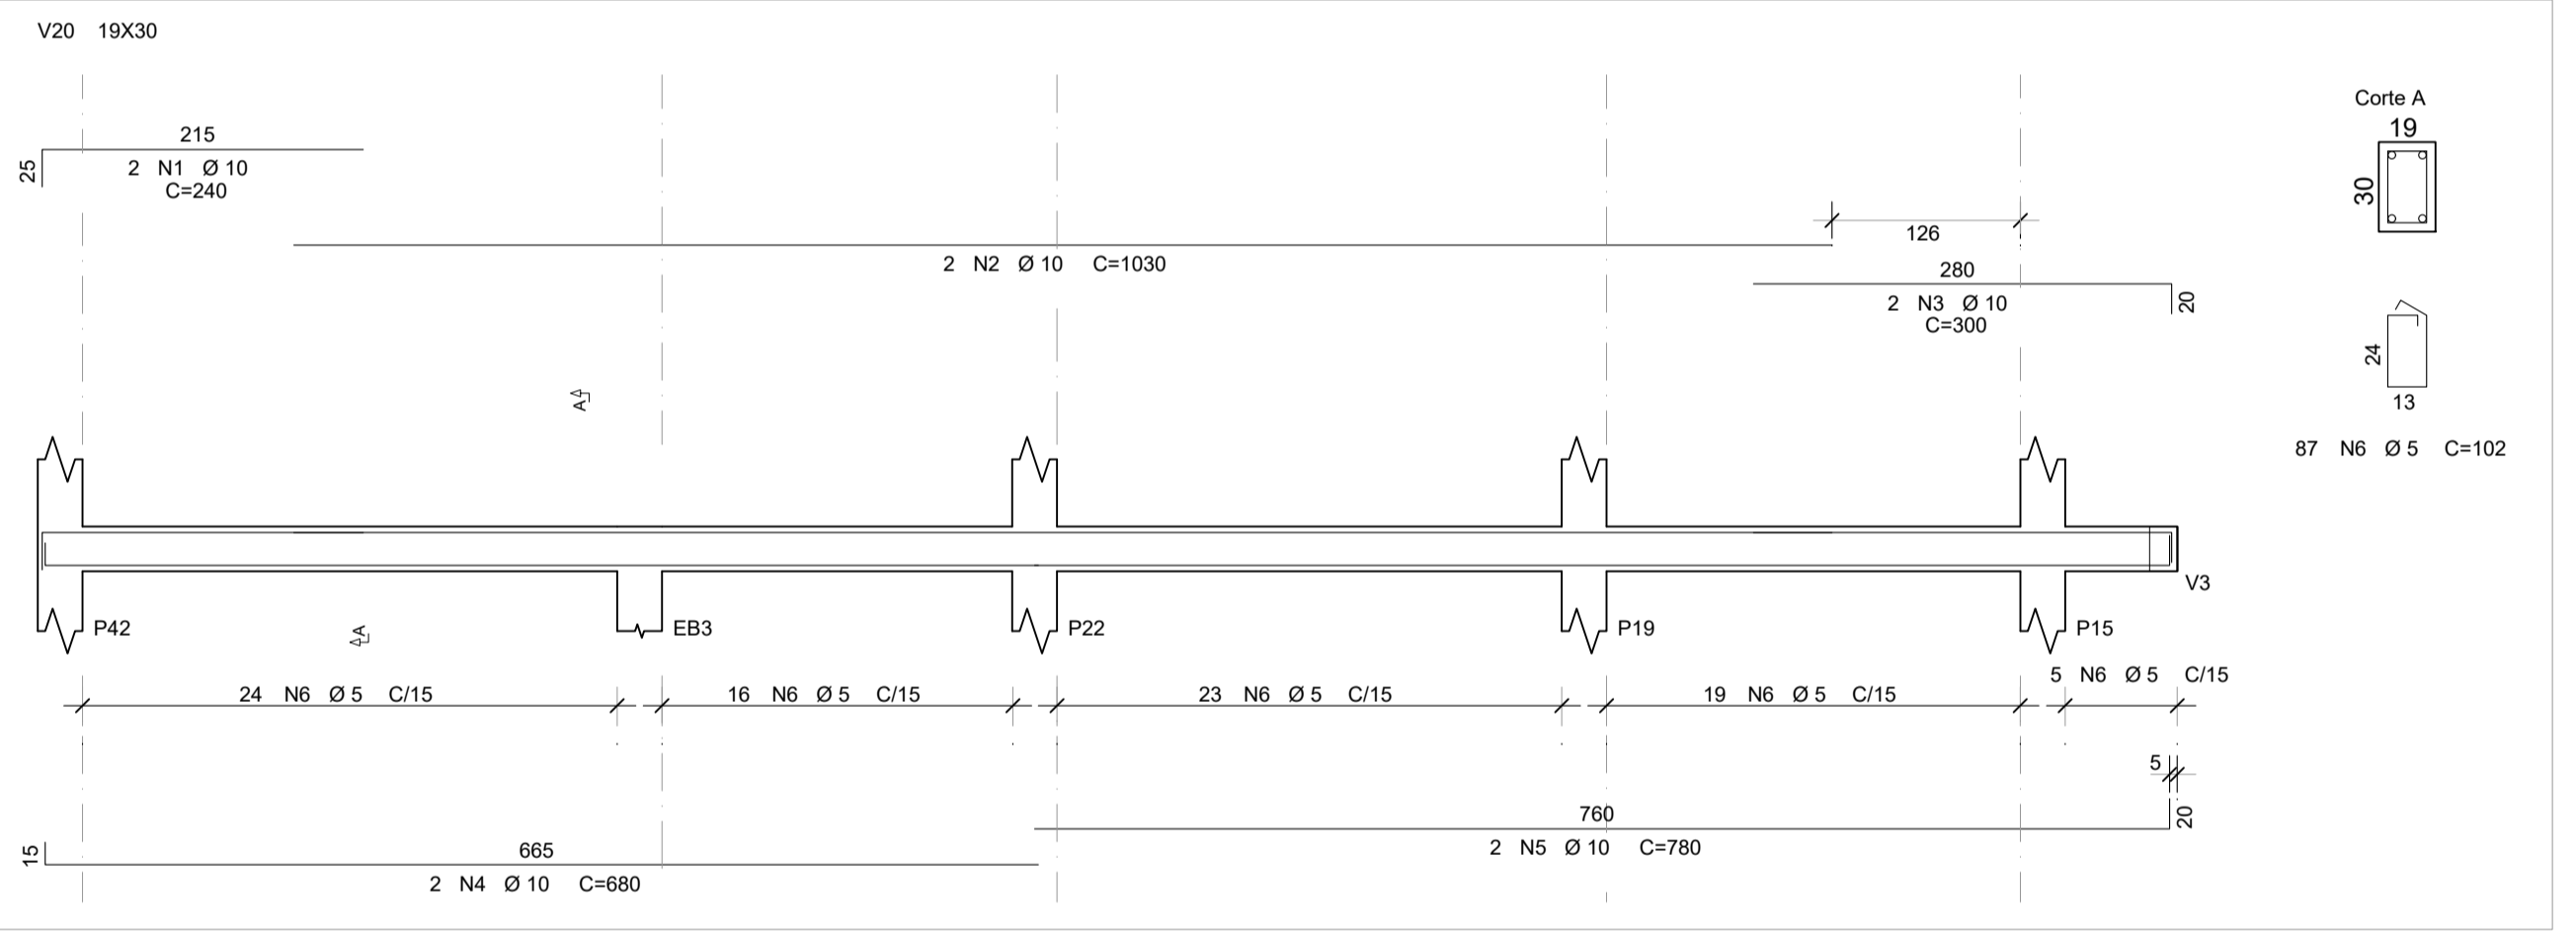 V20 19X30
Corte A
19
30
215
25
2 N1 Ø 10
C=240
126
2 N2 Ø 10 C=1030
280
20
2 N3 Ø 10
C=300
24
13
87 N6 Ø 5 C=102
A
V3
P42
A
EB3
P22
P19
P15
24 N6 Ø 5 C/15
16 N6 Ø 5 C/15
23 N6 Ø 5 C/15
19 N6 Ø 5 C/15
5 N6 Ø 5 C/15
5
760
20
2 N5 Ø 10 C=780
15
665
2 N4 Ø 10 C=680